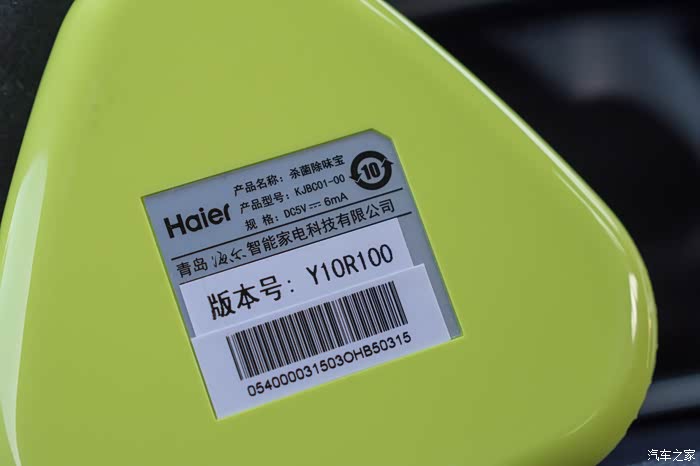 Haier
产品名称：杀菌除味宝
产品型号：KJBC01-00
规格：DC5V⎓6mA
10
青岛海尔智能家电科技有限公司
版本号：Y10R100
054000031503OHB50315
汽车之家